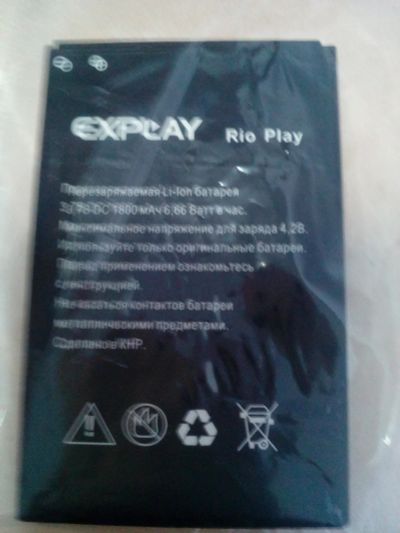 EXPLAY Rio Play
Перезаряжаемая Li-Ion батарея
3.7В DC 1800 мАч 6,66 Ватт в час.
Максимальное напряжение для заряда 4.2В.
Используйте только оригинальные батареи.
Перед применением ознакомьтесь
с инструкцией.
Не касаться контактов батареи
металлическими предметами.
Сделано в КНР.